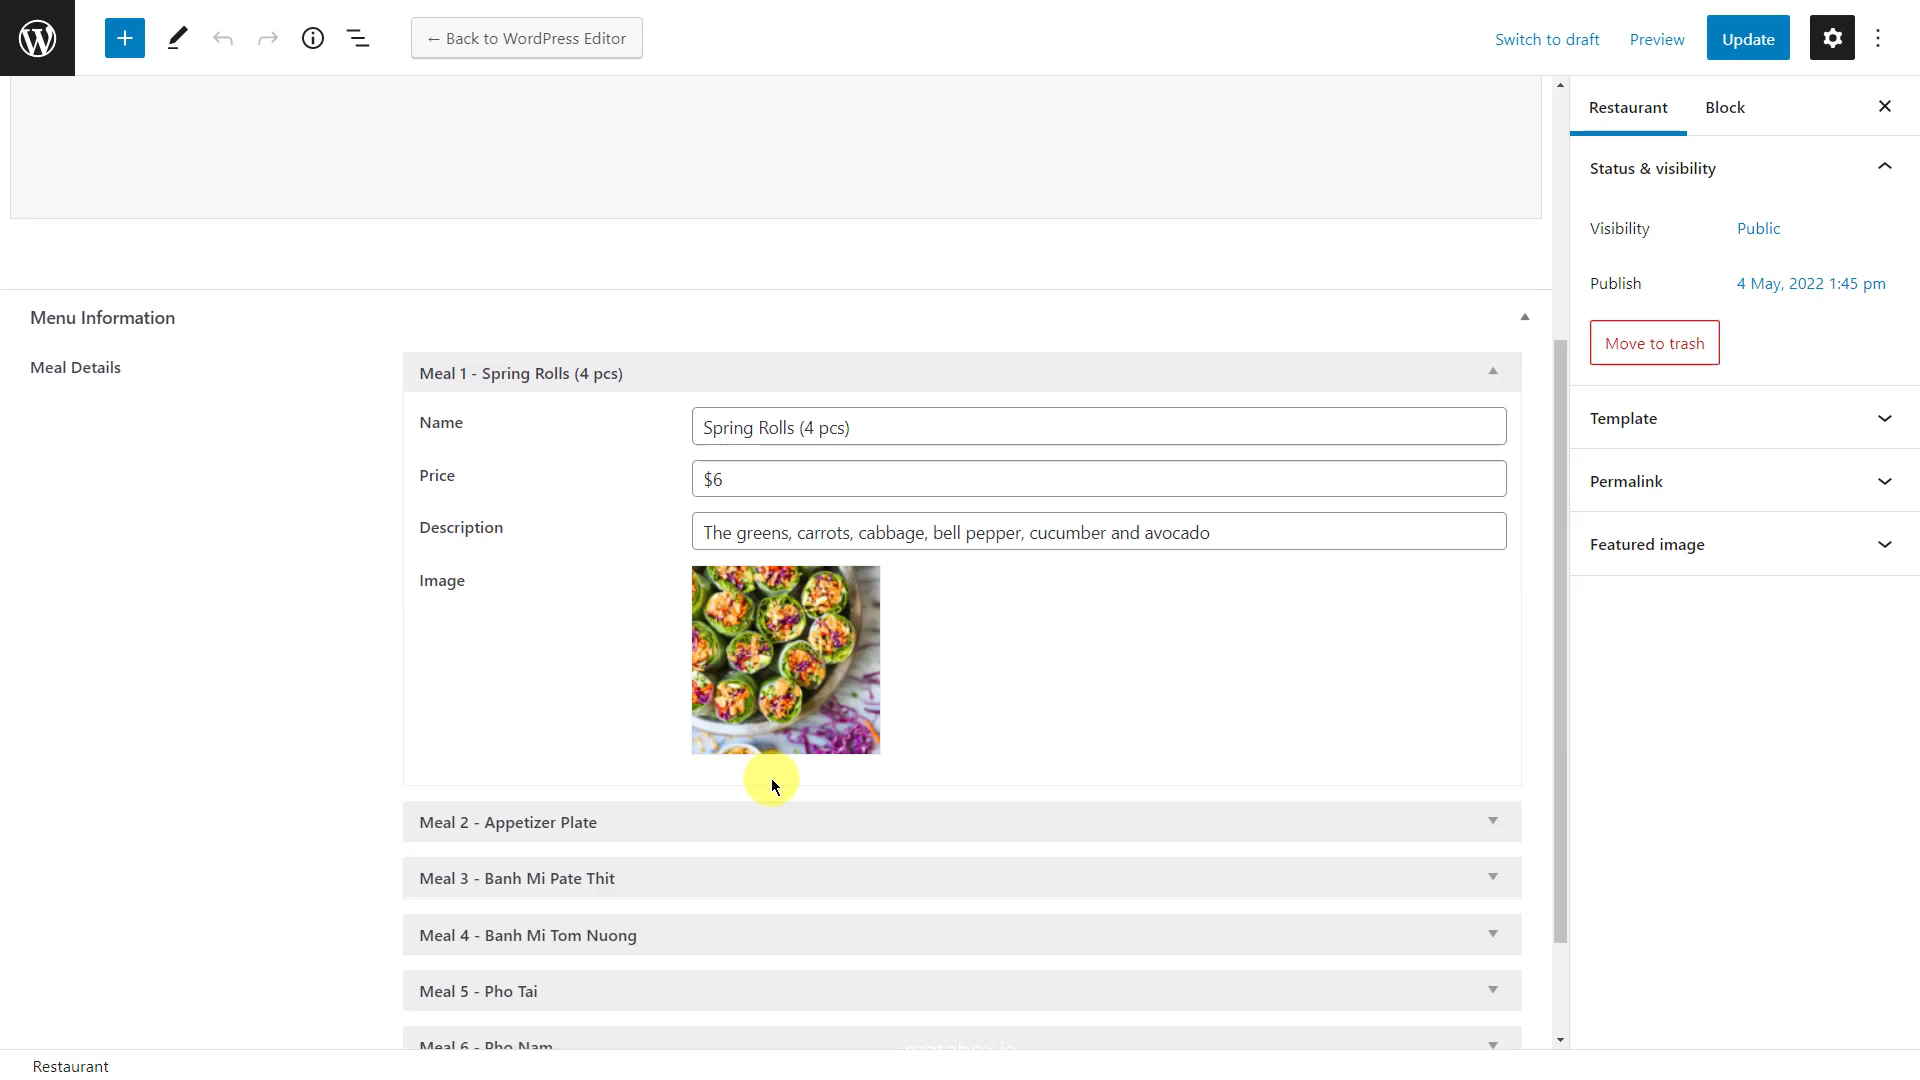 ← Back to WordPress Editor
Switch to draft
Preview
Update
Restaurant
Block
Status & visibility
Visibility
Public
Publish
4 May, 2022 1:45 pm
Move to trash
Template
Permalink
Featured image
Menu Information
Meal Details
Meal 1 - Spring Rolls (4 pcs)
Name
Spring Rolls (4 pcs)
Price
$6
Description
The greens, carrots, cabbage, bell pepper, cucumber and avocado
Image
Meal 2 - Appetizer Plate
Meal 3 - Banh Mi Pate Thit
Meal 4 - Banh Mi Tom Nuong
Meal 5 - Pho Tai
Meal 6 - Pho Nam
metabox.io
Restaurant